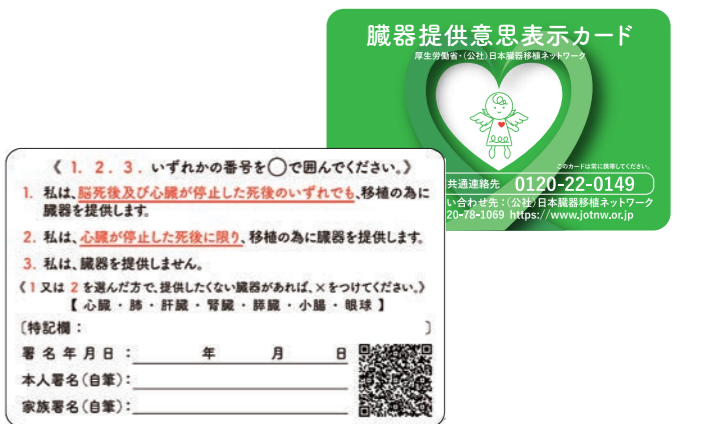 臓器提供意思表示カード
厚生労働省・(公社)日本臓器移植ネットワーク
このカードは常に携帯してください。
共通連絡先 0120-22-0149
い合わせ先:(公社)日本臓器移植ネットワーク
20-78-1069 https://www.jotnw.or.jp
《 1. 2. 3. いずれかの番号を◯で囲んでください。》
1. 私は、脳死後及び心臓が停止した死後のいずれでも、移植の為に
臓器を提供します。
2. 私は、心臓が停止した死後に限り、移植の為に臓器を提供します。
3. 私は、臓器を提供しません。
《1 又は 2 を選んだ方で、提供したくない臓器があれば、×をつけてください。》
【 心臓 ・ 肺 ・ 肝臓 ・ 腎臓 ・ 膵臓 ・ 小腸 ・ 眼球 】
〔特記欄: 〕
署名年月日: 年 月 日
本人署名(自筆):
家族署名(自筆):